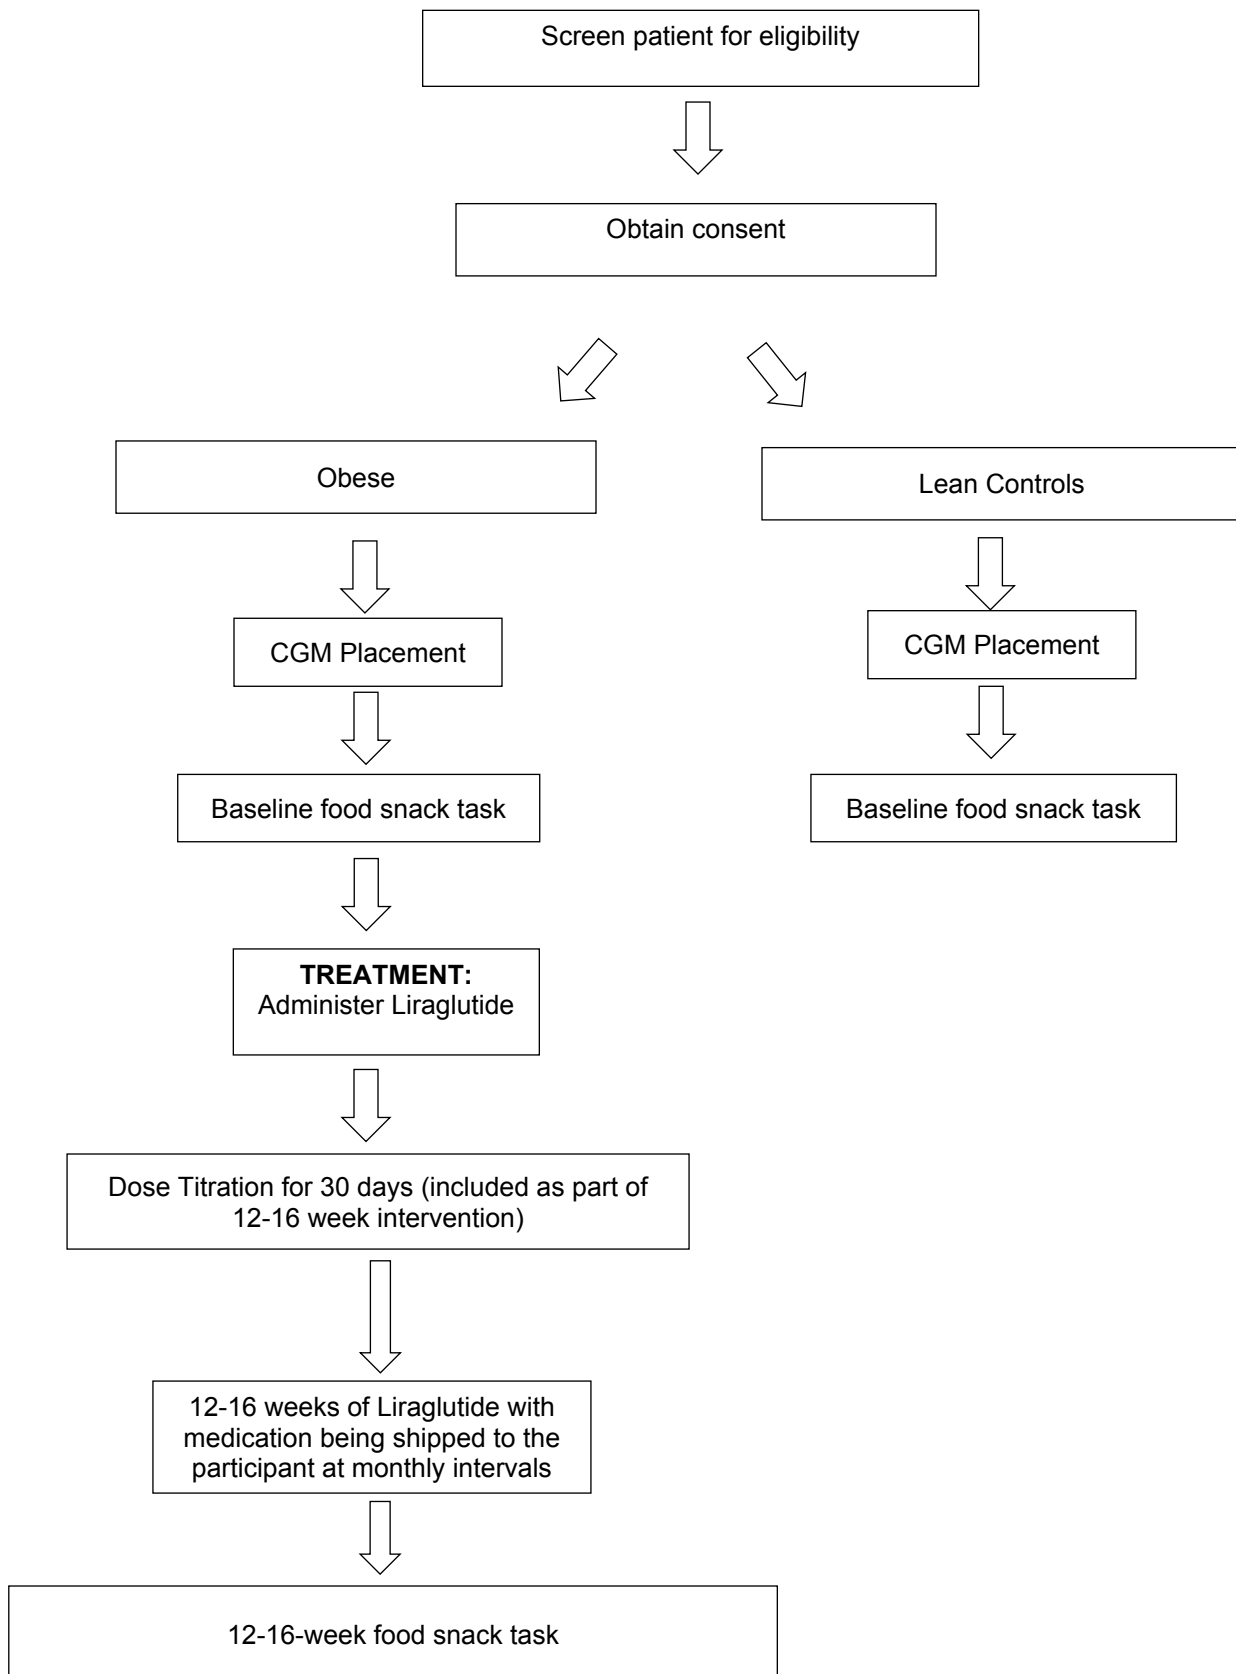 Screen patient for eligibility
Obtain consent
Obese
Lean Controls
CGM Placement
CGM Placement
Baseline food snack task
Baseline food snack task
TREATMENT:
Administer Liraglutide
Dose Titration for 30 days (included as part of
12-16 week intervention)
12-16 weeks of Liraglutide with
medication being shipped to the
participant at monthly intervals
12-16-week food snack task